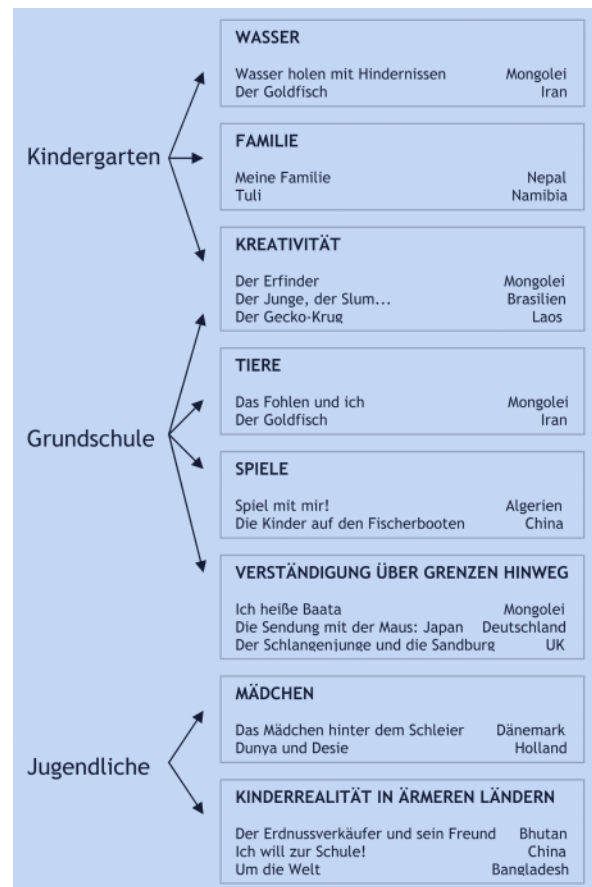 WASSER
Wasser holen mit Hindernissen Mongolei
Der Goldfisch Iran
Kindergarten
FAMILIE
Meine Familie Nepal
Tuli Namibia
KREATIVITÄT
Der Erfinder Mongolei
Der Junge, der Slum... Brasilien
Der Gecko-Krug Laos
Grundschule
TIERE
Das Fohlen und ich Mongolei
Der Goldfisch Iran
SPIELE
Spiel mit mir! Algerien
Die Kinder auf den Fischerbooten China
VERSTÄNDIGUNG ÜBER GRENZEN HINWEG
Ich heiße Baata Mongolei
Die Sendung mit der Maus: Japan Deutschland
Der Schlangenjunge und die Sandburg UK
Jugendliche
MÄDCHEN
Das Mädchen hinter dem Schleier Dänemark
Dunya und Desie Holland
KINDERREALITÄT IN ÄRMEREN LÄNDERN
Der Erdnussverkäufer und sein Freund Bhutan
Ich will zur Schule! China
Um die Welt Bangladesh